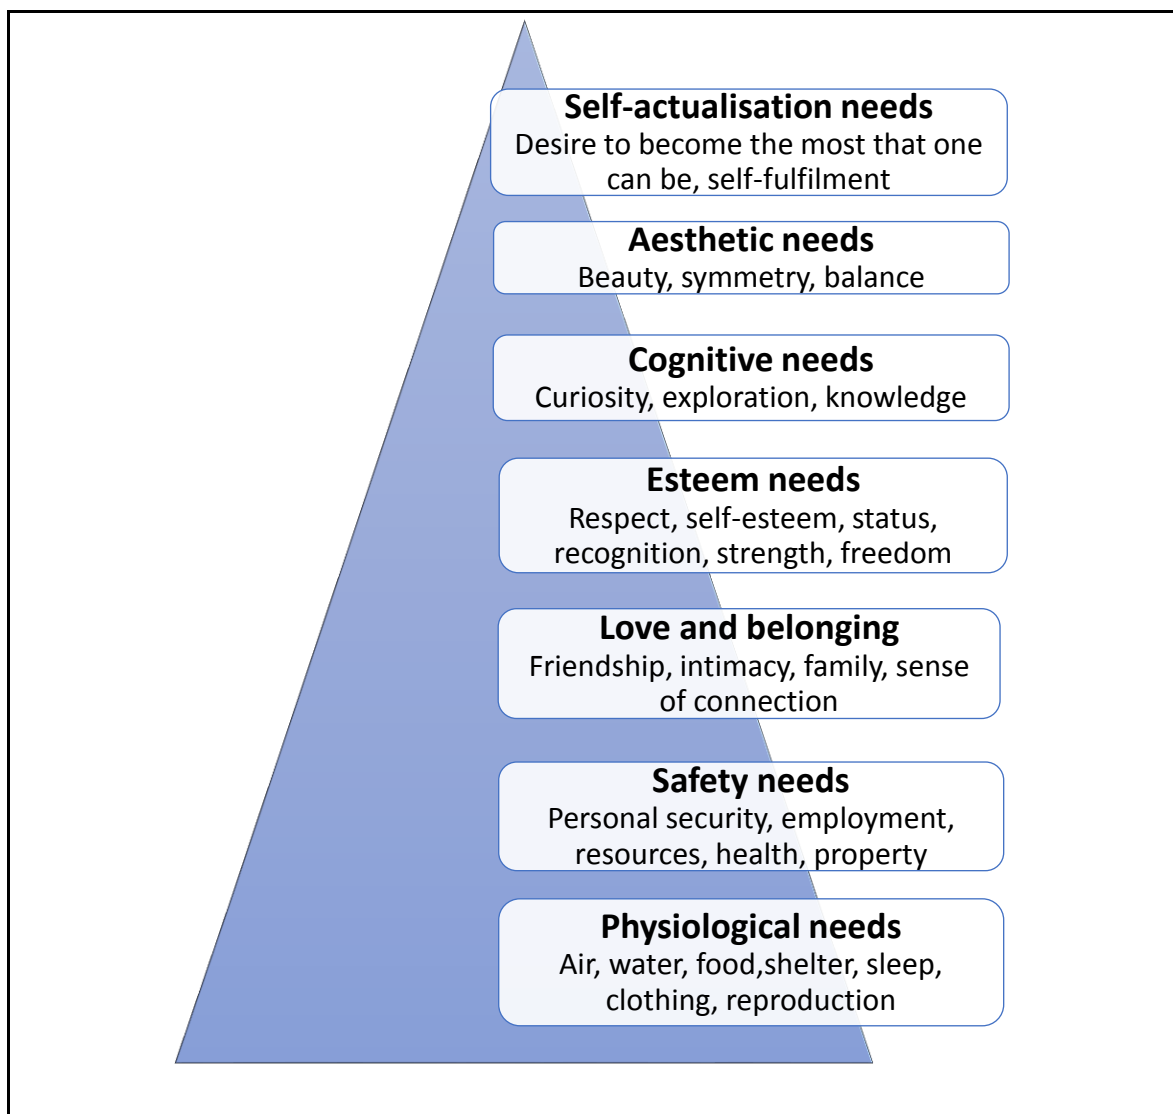 Self-actualisation needs
Desire to become the most that one
can be, self-fulfilment
Aesthetic needs
Beauty, symmetry, balance
Cognitive needs
Curiosity, exploration, knowledge
Esteem needs
Respect, self-esteem, status,
recognition, strength, freedom
Love and belonging
Friendship, intimacy, family, sense
of connection
Safety needs
Personal security, employment,
resources, health, property
Physiological needs
Air, water, food,shelter, sleep,
clothing, reproduction